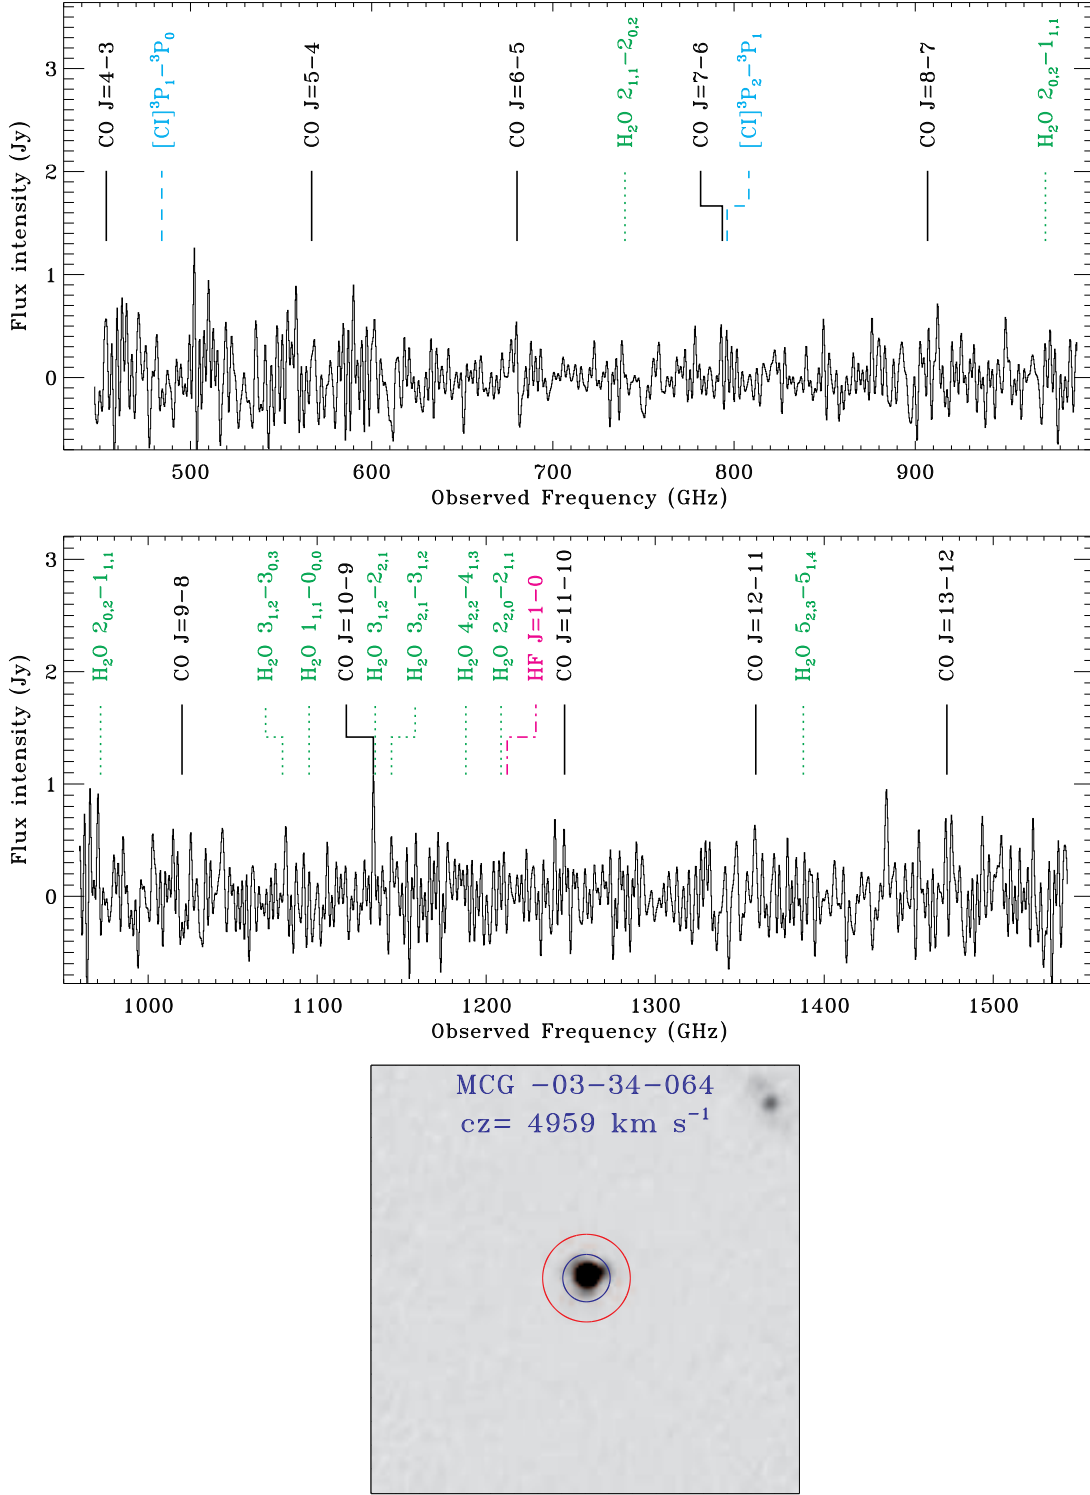 CO J=4−3
[CI]³P₁−³P₀
CO J=5−4
CO J=6−5
H₂O 2₁,₁−2₀,₂
CO J=7−6
[CI]³P₂−³P₁
CO J=8−7
H₂O 2₀,₂−1₁,₁
Flux intensity (Jy)
3
2
1
0
500 600 700 800 900
Observed Frequency (GHz)
H₂O 2₀,₂−1₁,₁
CO J=9−8
H₂O 3₁,₂−3₀,₃
H₂O 1₁,₁−0₀,₀
CO J=10−9
H₂O 3₁,₂−2₂,₁
H₂O 3₂,₁−3₁,₂
H₂O 4₂,₂−4₁,₃
H₂O 2₂,₀−2₁,₁
HF J=1−0
CO J=11−10
CO J=12−11
H₂O 5₂,₃−5₁,₄
CO J=13−12
Flux intensity (Jy)
3
2
1
0
1000 1100 1200 1300 1400 1500
Observed Frequency (GHz)
MCG −03−34−064
cz= 4959 km s⁻¹